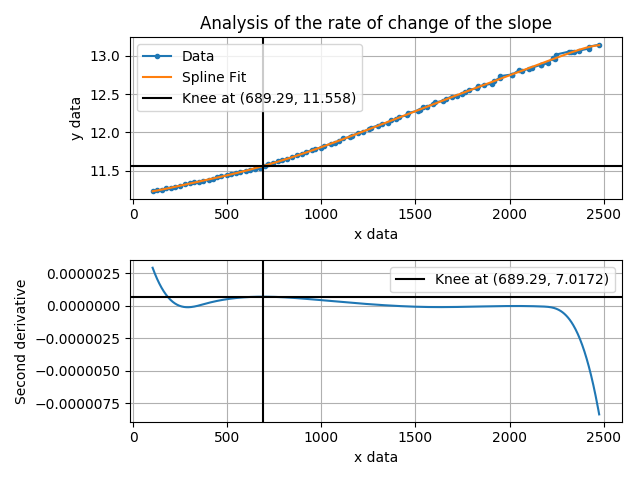 Analysis of the rate of change of the slope
Data
Spline Fit
Knee at (689.29, 11.558)
y data
13.0
12.5
12.0
11.5
0 500 1000 1500 2000 2500
x data
Knee at (689.29, 7.0172)
Second derivative
0.0000025
0.0000000
−0.0000025
−0.0000050
−0.0000075
0 500 1000 1500 2000 2500
x data